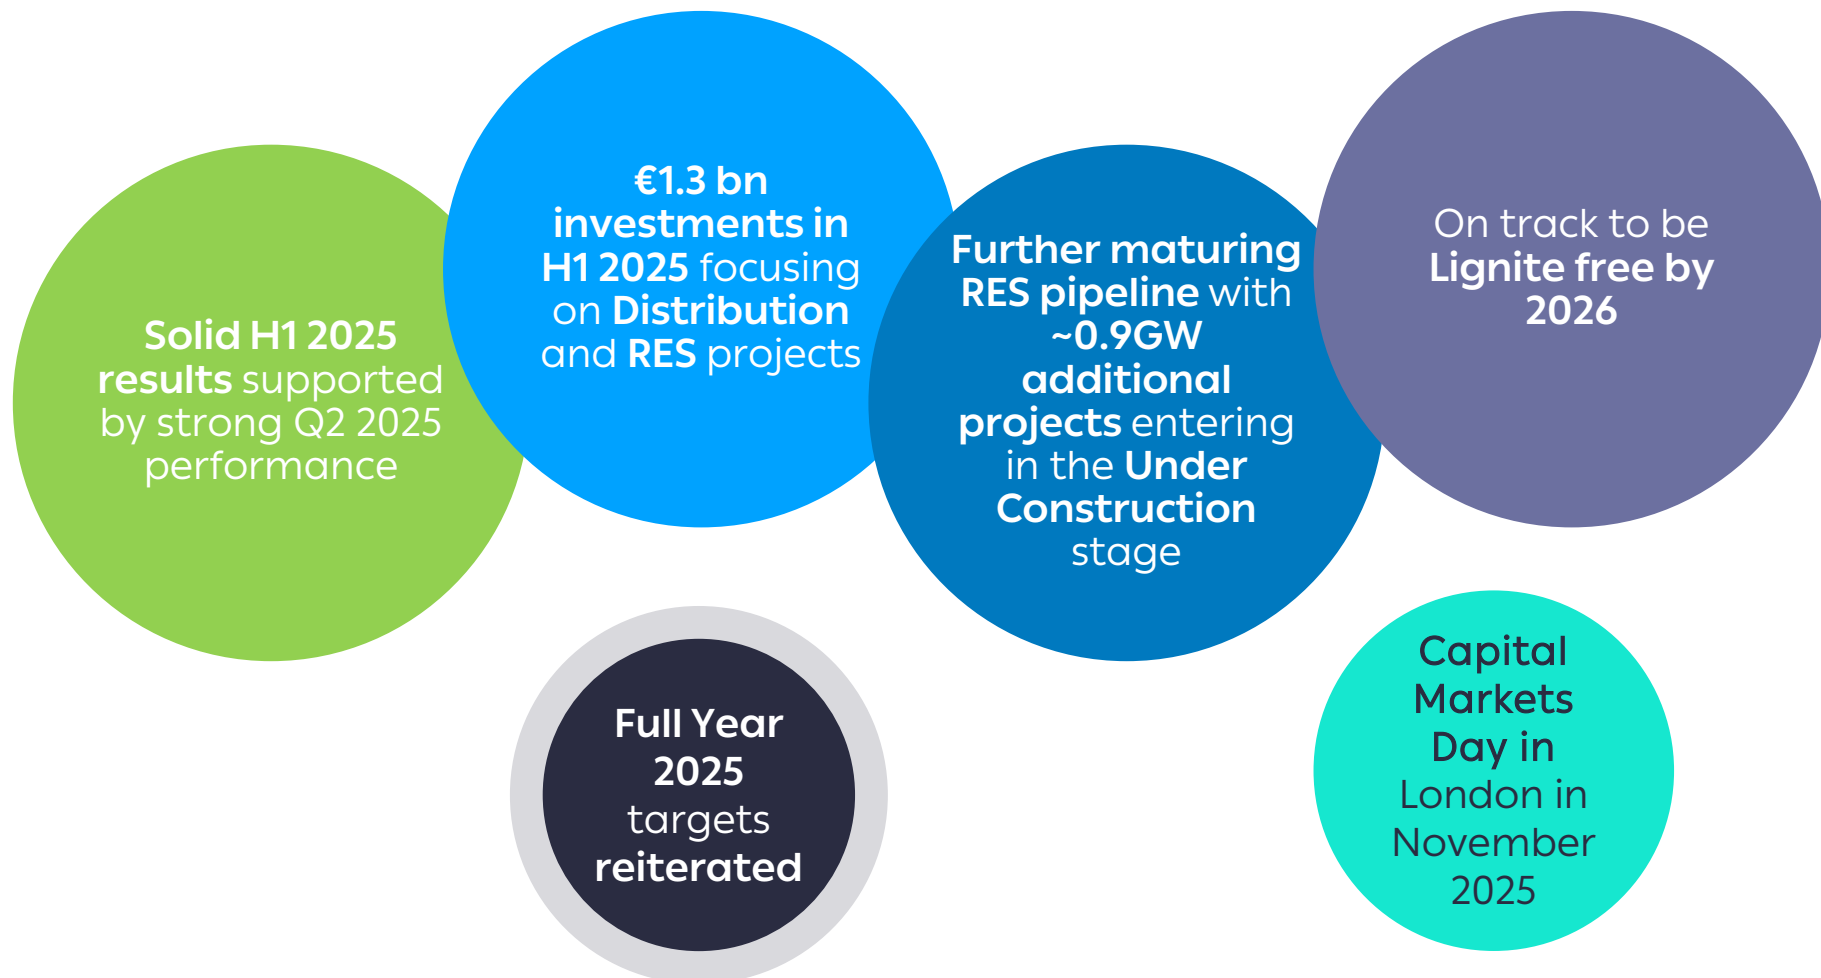 Solid H1 2025
results supported
by strong Q2 2025
performance
€1.3 bn
investments in
H1 2025 focusing
on Distribution
and RES projects
Further maturing
RES pipeline with
~0.9GW
additional
projects entering
in the Under
Construction
stage
On track to be
Lignite free by
2026
Full Year
2025
targets
reiterated
Capital
Markets
Day in
London in
November
2025